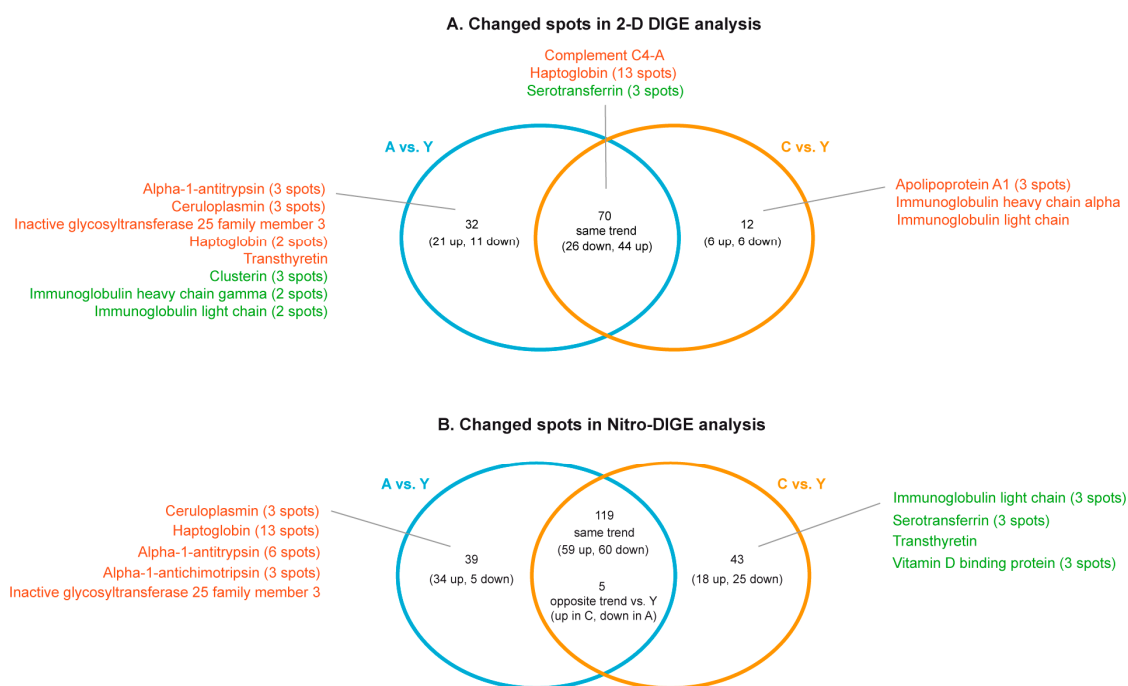 A. Changed spots in 2-D DIGE analysis
Complement C4-A
Haptoglobin (13 spots)
Serotransferrin (3 spots)
A vs. Y
C vs. Y
Alpha-1-antitrypsin (3 spots)
Ceruloplasmin (3 spots)
Inactive glycosyltransferase 25 family member 3
Haptoglobin (2 spots)
Transthyretin
Clusterin (3 spots)
Immunoglobulin heavy chain gamma (2 spots)
Immunoglobulin light chain (2 spots)
32
(21 up, 11 down)
70
same trend
(26 down, 44 up)
12
(6 up, 6 down)
Apolipoprotein A1 (3 spots)
Immunoglobulin heavy chain alpha
Immunoglobulin light chain
B. Changed spots in Nitro-DIGE analysis
A vs. Y
C vs. Y
Ceruloplasmin (3 spots)
Haptoglobin (13 spots)
Alpha-1-antitrypsin (6 spots)
Alpha-1-antichimotripsin (3 spots)
Inactive glycosyltransferase 25 family member 3
39
(34 up, 5 down)
119
same trend
(59 up, 60 down)
5
opposite trend vs. Y
(up in C, down in A)
43
(18 up, 25 down)
Immunoglobulin light chain (3 spots)
Serotransferrin (3 spots)
Transthyretin
Vitamin D binding protein (3 spots)